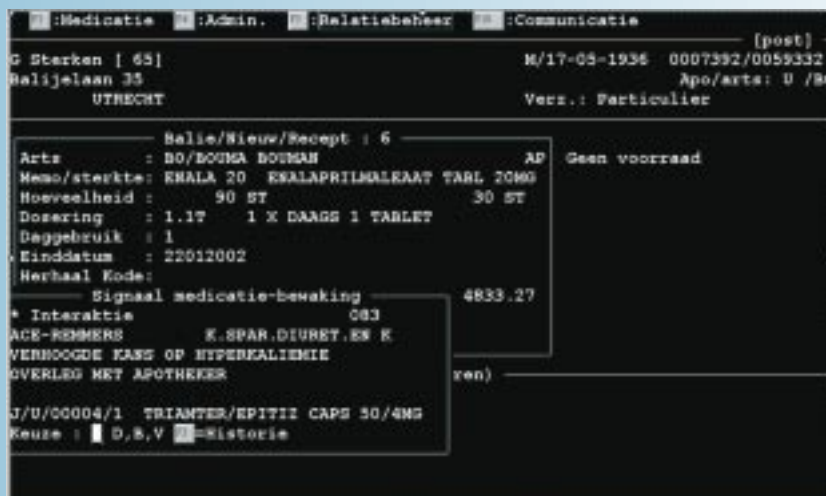 :Medicatie :Admin. :Relatiebeheer :Communicatie
[post]
G Sterken [ 65] M/17-05-1936 0007392/0059332
Balijelaan 35 Apo/arts: U /B
UTRECHT Verz.: Particulier
Balie/Nieuw/Recept : 6
Arts : BO/BOUMA BOUMAN AP Geen voorraad
Memo/sterkte: ENALA 20 ENALAPRILMALEAAT TABL 20MG
Hoeveelheid : 90 ST 30 ST
Dosering : 1.1T 1 X DAAGS 1 TABLET
Daggebruik : 1
Einddatum : 22012002
Herhaal Kode:
Signaal medicatie-bewaking 4833.27
* Interaktie 083
ACE-REMMERS K.SPAR.DIURET.EN K
VERHOOGDE KANS OP HYPERKALIEMIE
OVERLEG MET APOTHEKER ren)
J/U/00004/1 TRIAMTER/EPITIZ CAPS 50/4MG
Keuze : D,B,V =Historie